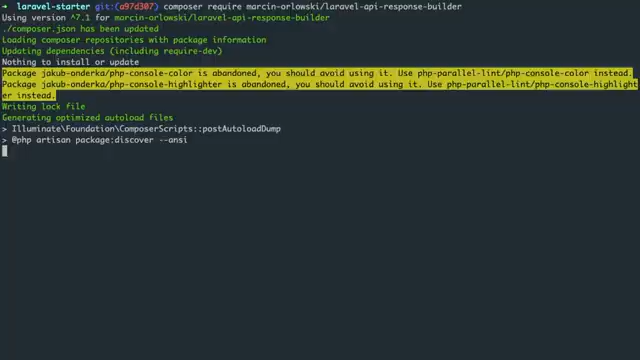 ➜ laravel-starter git:(a97d307) composer require marcin-orlowski/laravel-api-response-builder
Using version ^7.1 for marcin-orlowski/laravel-api-response-builder
./composer.json has been updated
Loading composer repositories with package information
Updating dependencies (including require-dev)
Nothing to install or update
Package jakub-onderka/php-console-color is abandoned, you should avoid using it. Use php-parallel-lint/php-console-color instead.
Package jakub-onderka/php-console-highlighter is abandoned, you should avoid using it. Use php-parallel-lint/php-console-highlight
er instead.
Writing lock file
Generating optimized autoload files
> Illuminate\Foundation\ComposerScripts::postAutoloadDump
> @php artisan package:discover --ansi